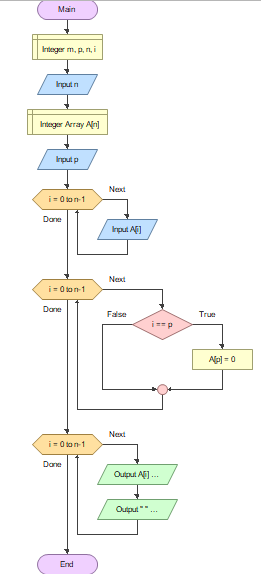 Main
Integer m, p, n, i
Input n
Integer Array A[n]
Input p
i = 0 to n-1
Next
Done
Input A[i]
i = 0 to n-1
Next
Done
False
True
i == p
A[p] = 0
i = 0 to n-1
Next
Done
Output A[i] ...
Output " " ...
End